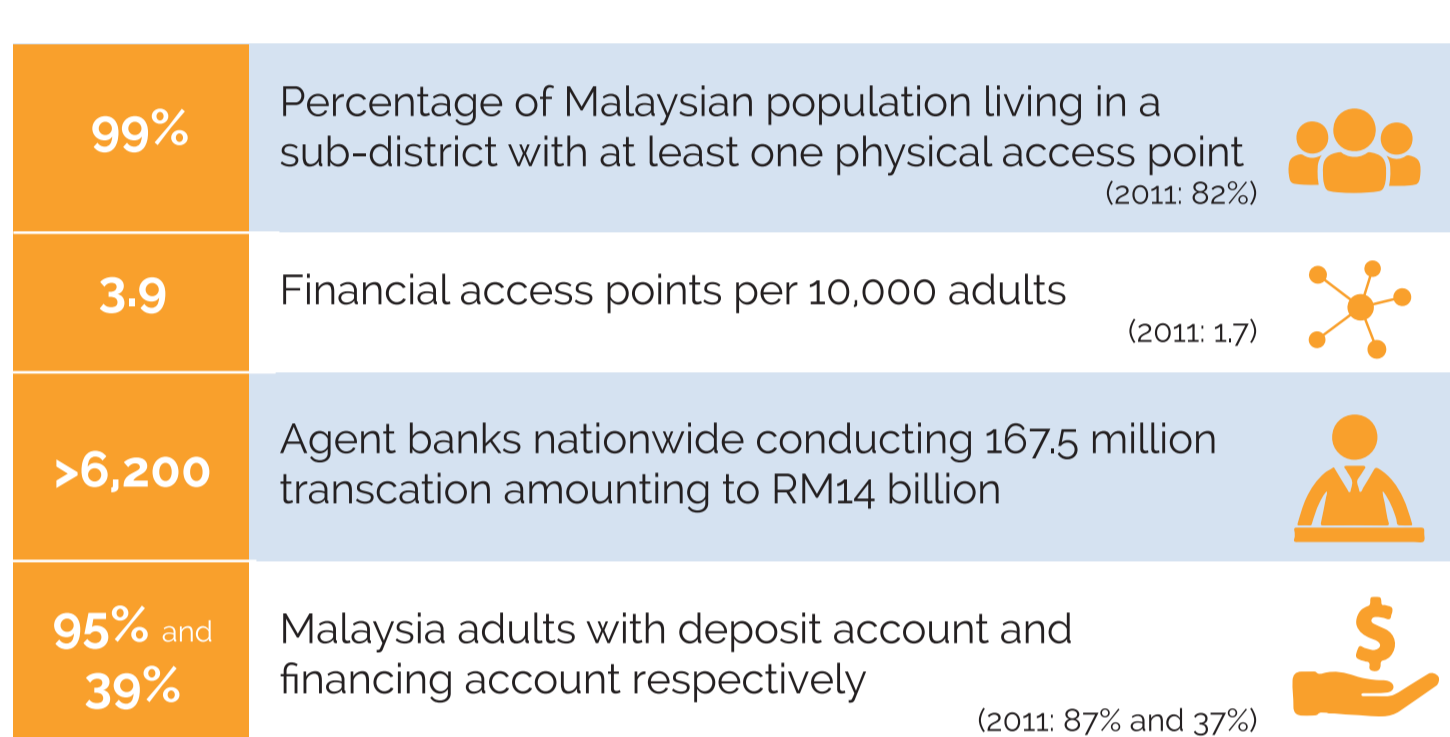 99%
Percentage of Malaysian population living in a
sub-district with at least one physical access point
(2011: 82%)
3.9
Financial access points per 10,000 adults
(2011: 1.7)
>6,200
Agent banks nationwide conducting 167.5 million
transcation amounting to RM14 billion
95% and
39%
Malaysia adults with deposit account and
financing account respectively
(2011: 87% and 37%)